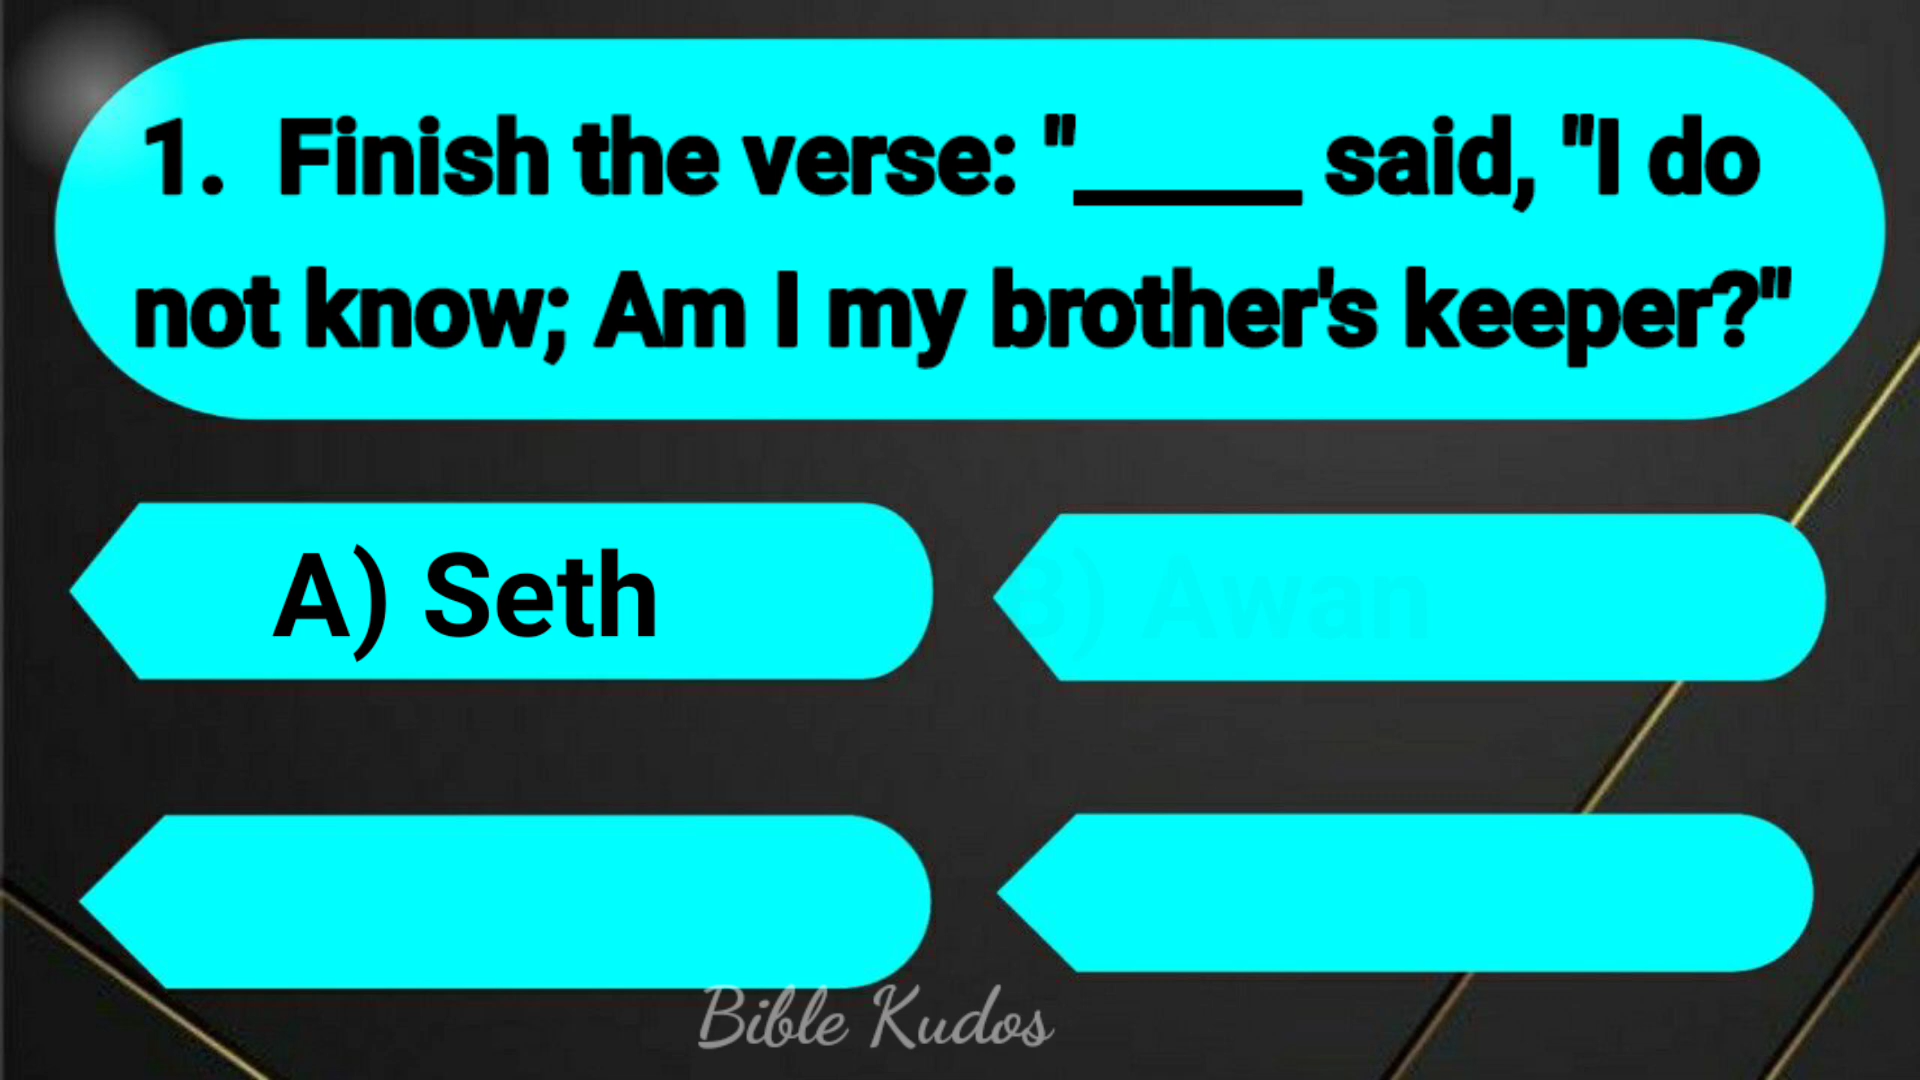 1. Finish the verse: "_____ said, "I do
not know; Am I my brother's keeper?"
A) Seth
B) Awan
Bible Kudos